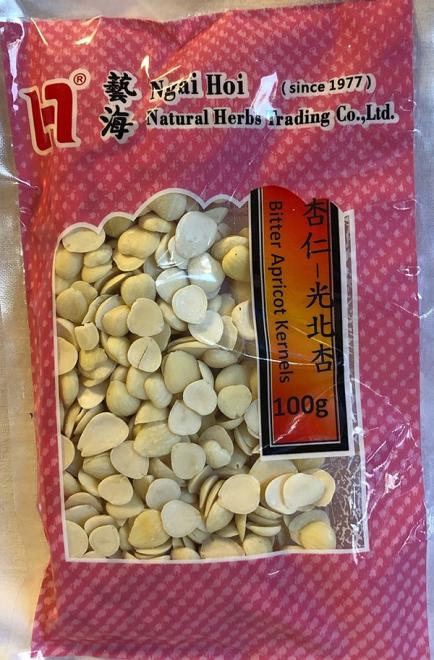 ®
藝海
Ngai Hoi (since 1977)
Natural Herbs Trading Co.,Ltd.
杏仁–光北杏
Bitter Apricot Kernels
100g